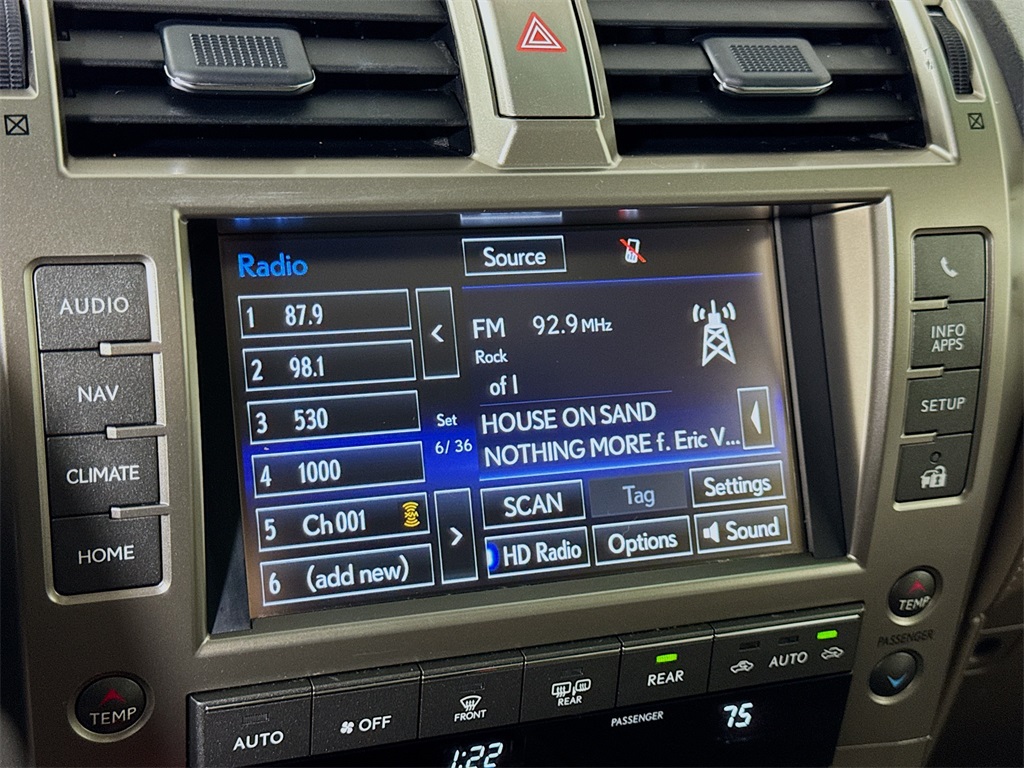 Radio
Source
1 87.9
2 98.1
3 530
4 1000
5 Ch 001
XM
6 (add new)
<
>
Set
6/ 36
FM 92.9 MHz
Rock
of I
HOUSE ON SAND
NOTHING MORE f. Eric V...
SCAN
Tag
Settings
HD Radio
Options
Sound
AUDIO
NAV
CLIMATE
HOME
INFO
APPS
SETUP
TEMP
TEMP
PASSENGER
AUTO
OFF
FRONT
REAR
REAR
AUTO
PASSENGER
75
1:22